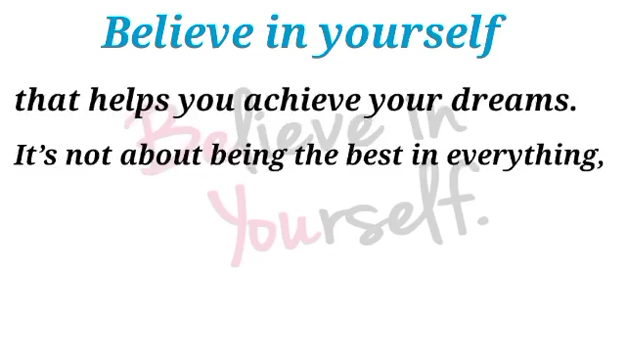 Believe in yourself
that helps you achieve your dreams.
It's not about being the best in everything,
Believe in
Yourself.